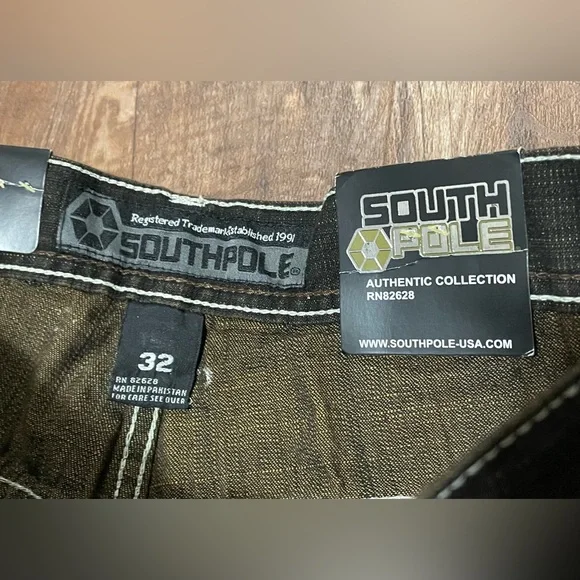 Registered Trademark Established 1991
SOUTHPOLE®
32
RN 82628
MADE IN PAKISTAN
FOR CARE SEE OVER
SOUTH
POLE
AUTHENTIC COLLECTION
RN82628
WWW.SOUTHPOLE-USA.COM